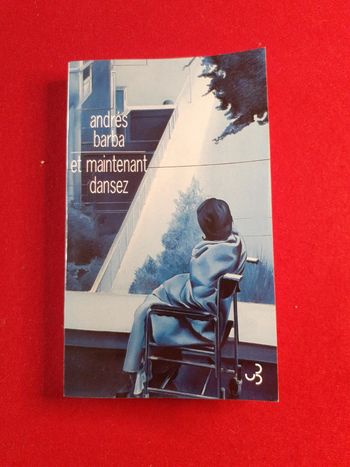 andrés
barba
et maintenant
dansez